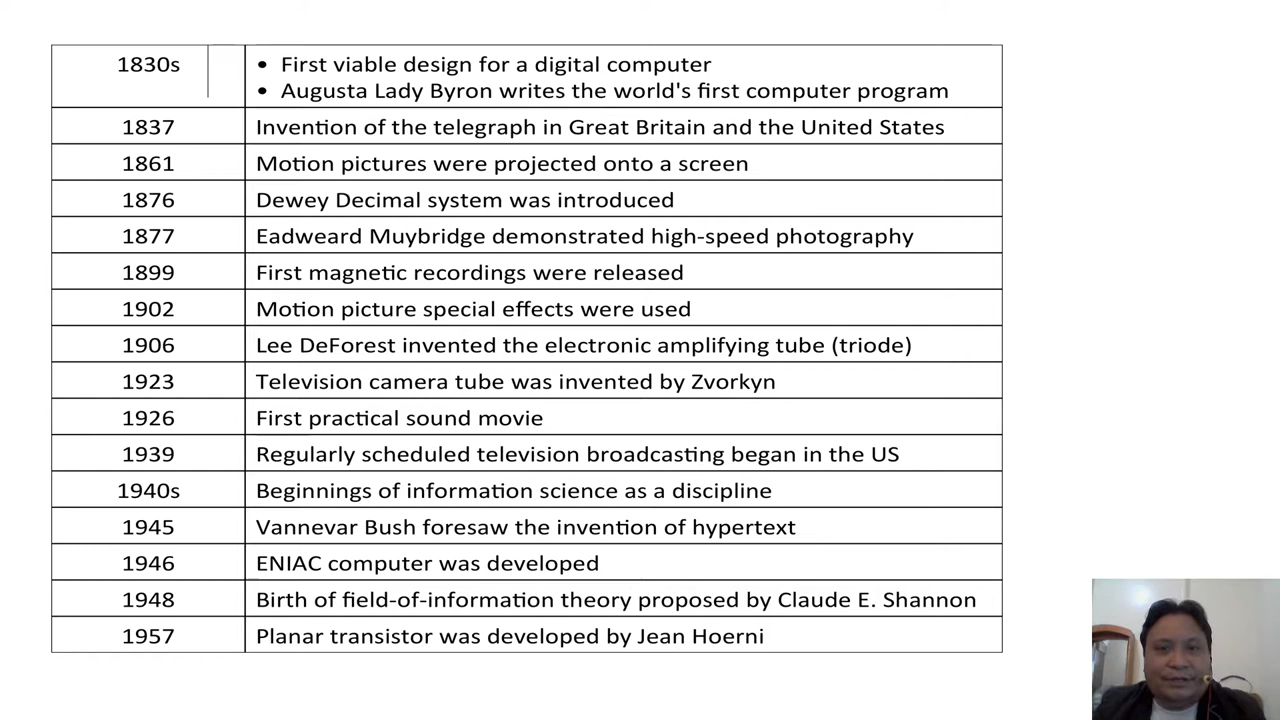 1830s
• First viable design for a digital computer
• Augusta Lady Byron writes the world's first computer program
1837 Invention of the telegraph in Great Britain and the United States
1861 Motion pictures were projected onto a screen
1876 Dewey Decimal system was introduced
1877 Eadweard Muybridge demonstrated high-speed photography
1899 First magnetic recordings were released
1902 Motion picture special effects were used
1906 Lee DeForest invented the electronic amplifying tube (triode)
1923 Television camera tube was invented by Zvorkyn
1926 First practical sound movie
1939 Regularly scheduled television broadcasting began in the US
1940s Beginnings of information science as a discipline
1945 Vannevar Bush foresaw the invention of hypertext
1946 ENIAC computer was developed
1948 Birth of field-of-information theory proposed by Claude E. Shannon
1957 Planar transistor was developed by Jean Hoerni